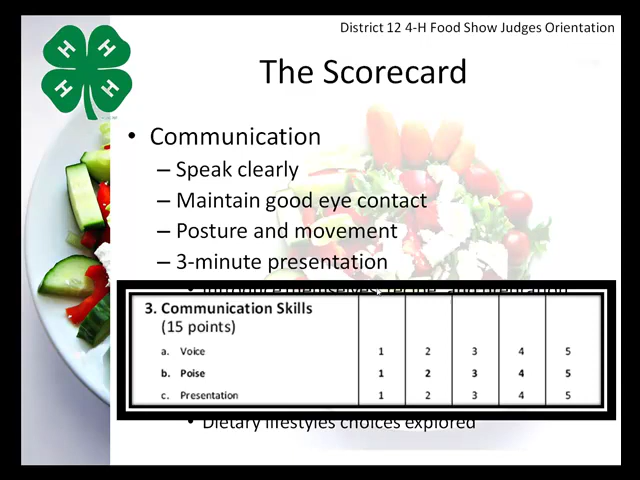 District 12 4-H Food Show Judges Orientation
H H
H H
The Scorecard
• Communication
– Speak clearly
– Maintain good eye contact
– Posture and movement
– 3-minute presentation
3. Communication Skills
(15 points)
a. Voice 1 2 3 4 5
b. Poise 1 2 3 4 5
c. Presentation 1 2 3 4 5
• Dietary lifestyles choices explored